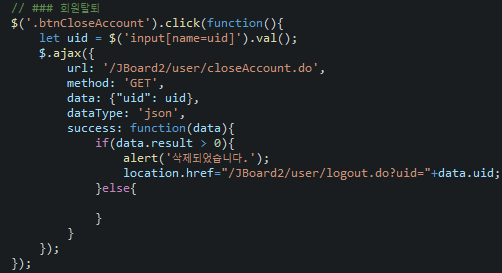 // ### 회원탈퇴
$('.btnCloseAccount').click(function(){
    let uid = $('input[name=uid]').val();
    $.ajax({
        url: '/JBoard2/user/closeAccount.do',
        method: 'GET',
        data: {"uid": uid},
        dataType: 'json',
        success: function(data){
            if(data.result > 0){
                alert('삭제되었습니다.');
                location.href="/JBoard2/user/logout.do?uid="+data.uid;
            }else{
            }
        }
    });
});